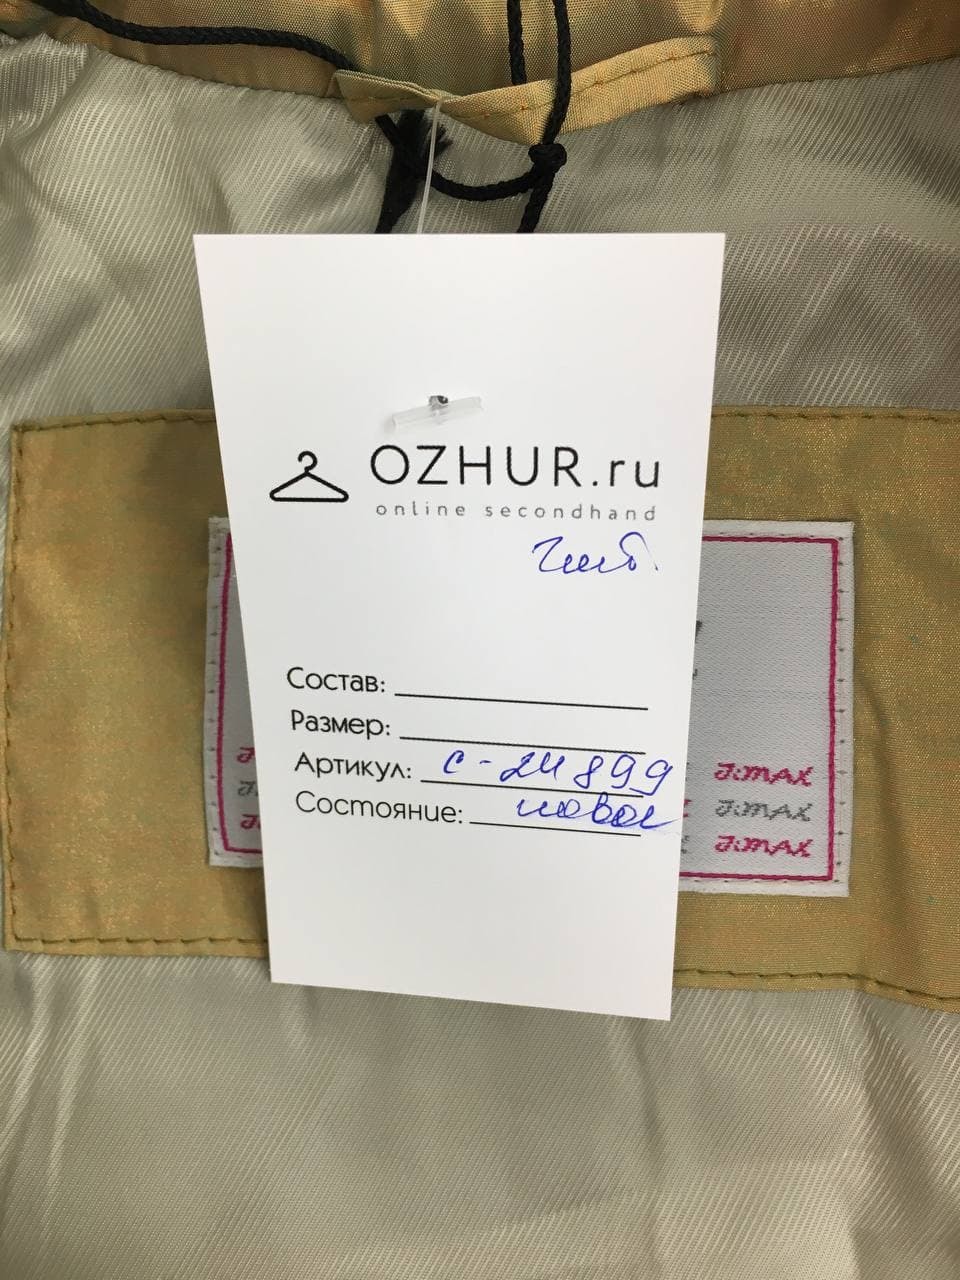 OZHUR.ru
online secondhand
Состав:
Размер:
Артикул: с-24899
Состояние: новое
J:MAX
J:MAX
J:MAX